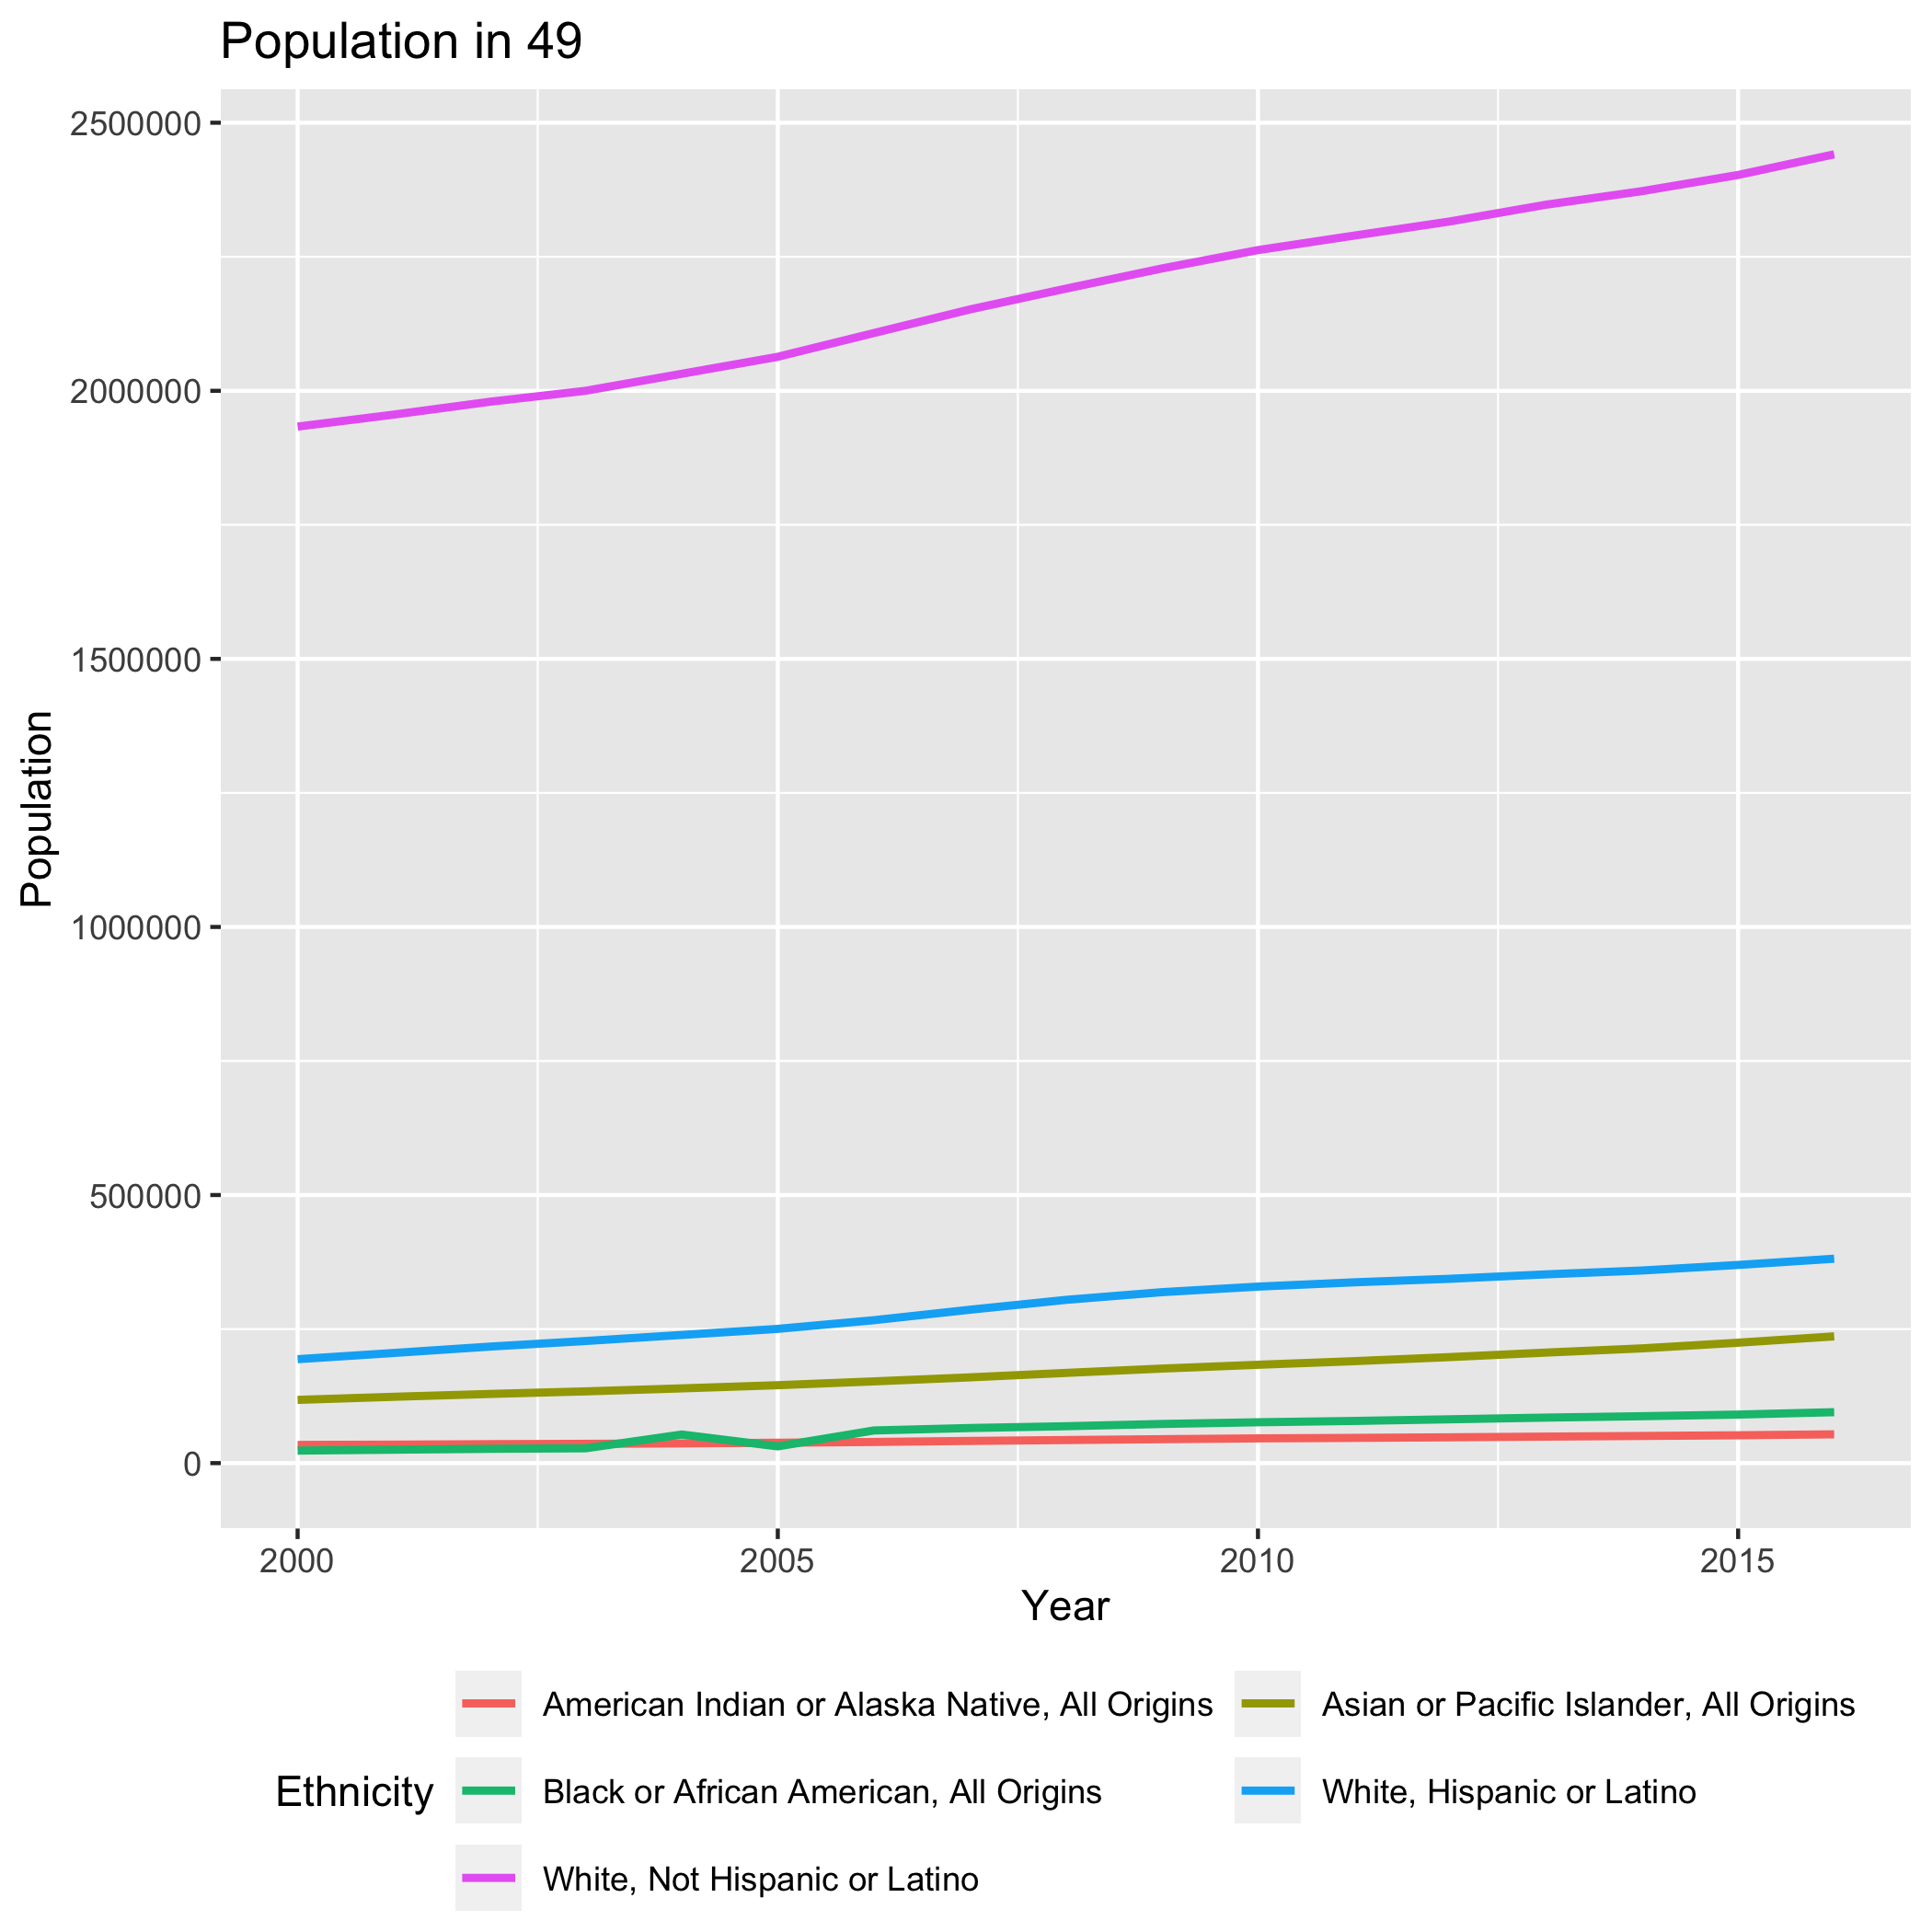 Population in 49
2500000
2000000
1500000
1000000
500000
0
Population
2000 2005 2010 2015
Year
Ethnicity
American Indian or Alaska Native, All Origins
Asian or Pacific Islander, All Origins
Black or African American, All Origins
White, Hispanic or Latino
White, Not Hispanic or Latino